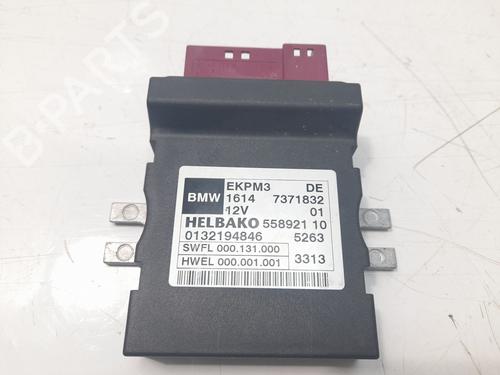 BMW EKPM3 DE
1614 7371832
12V 01
HELBAKO 558921 10
0132194846 5263
SWFL 000.131.000
HWEL 000.001.001 3313
B-PARTS